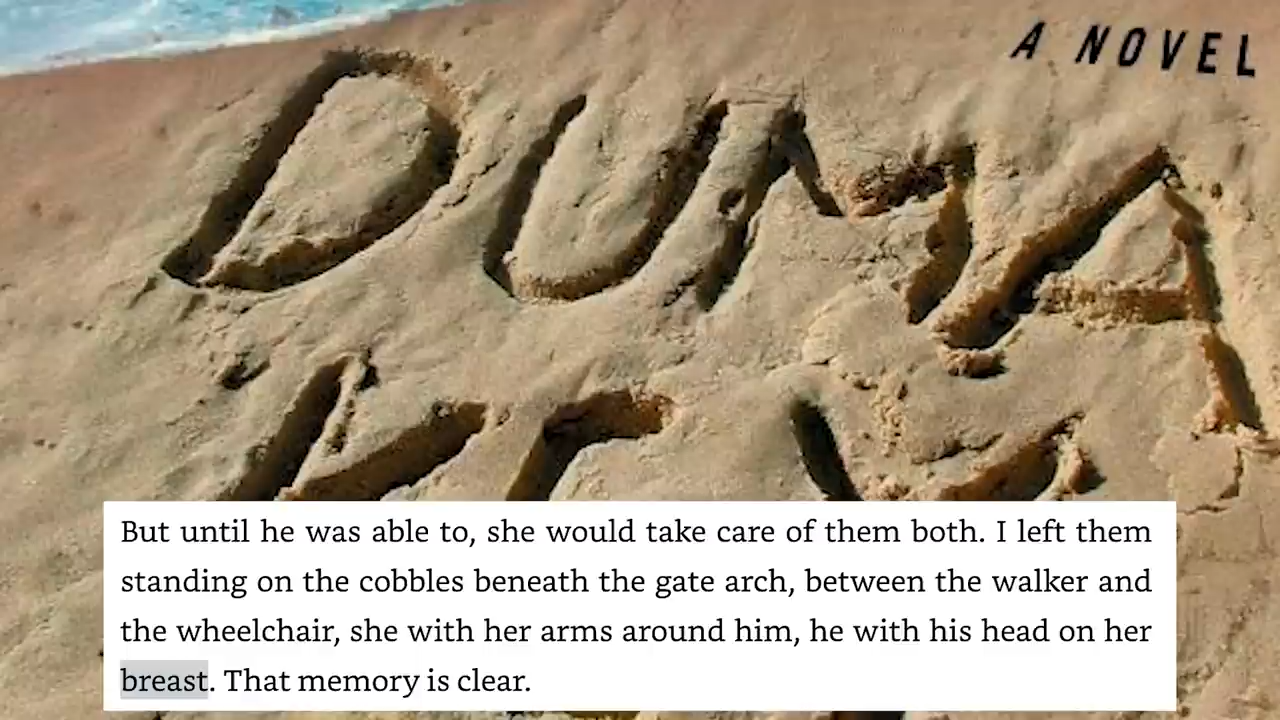 A NOVEL
DUMA
KEY
But until he was able to, she would take care of them both. I left them
standing on the cobbles beneath the gate arch, between the walker and
the wheelchair, she with her arms around him, he with his head on her
breast. That memory is clear.